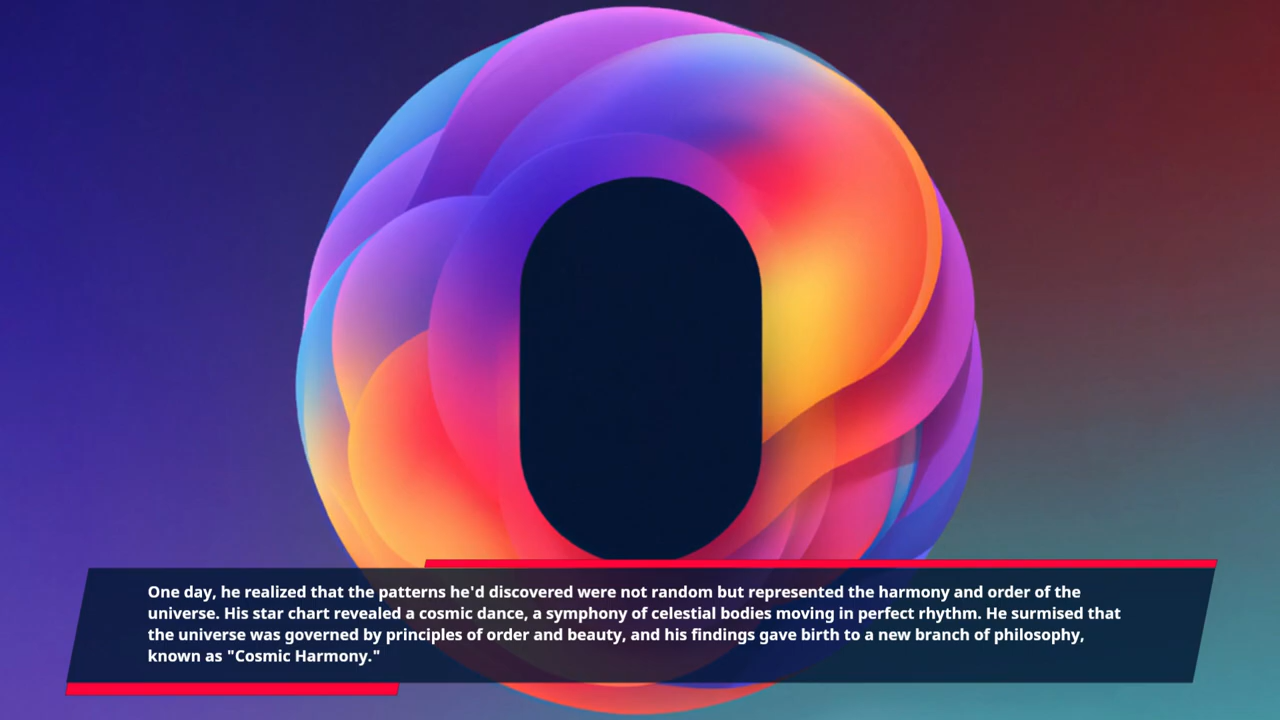 One day, he realized that the patterns he'd discovered were not random but represented the harmony and order of the
universe. His star chart revealed a cosmic dance, a symphony of celestial bodies moving in perfect rhythm. He surmised that
the universe was governed by principles of order and beauty, and his findings gave birth to a new branch of philosophy,
known as "Cosmic Harmony."